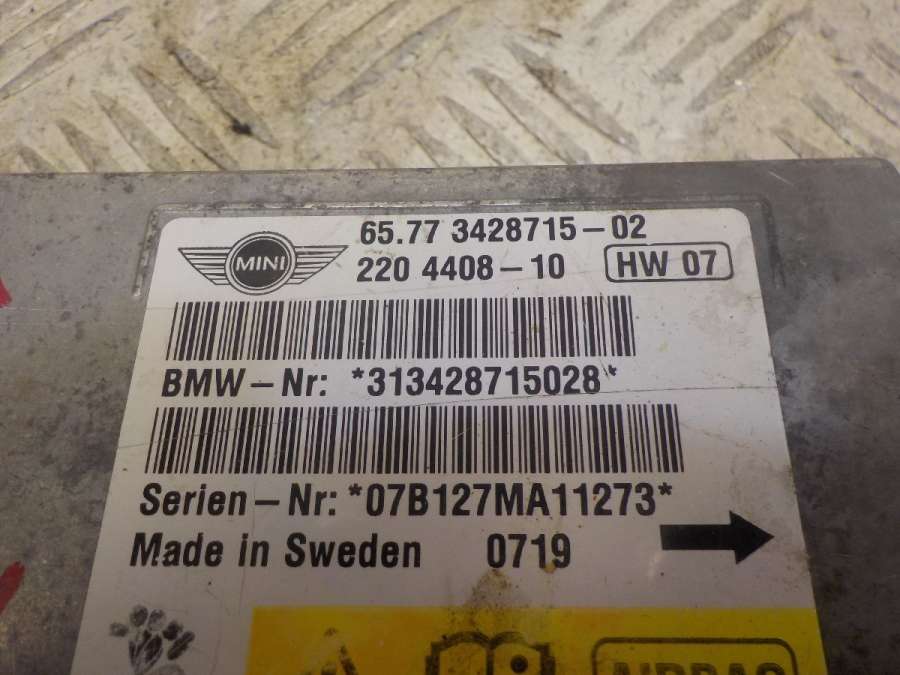 65.77 3428715-02
MINI
220 4408-10 HW 07
BMW-Nr: *313428715028*
Serien-Nr: *07B127MA11273*
Made in Sweden 0719
AIRBAG